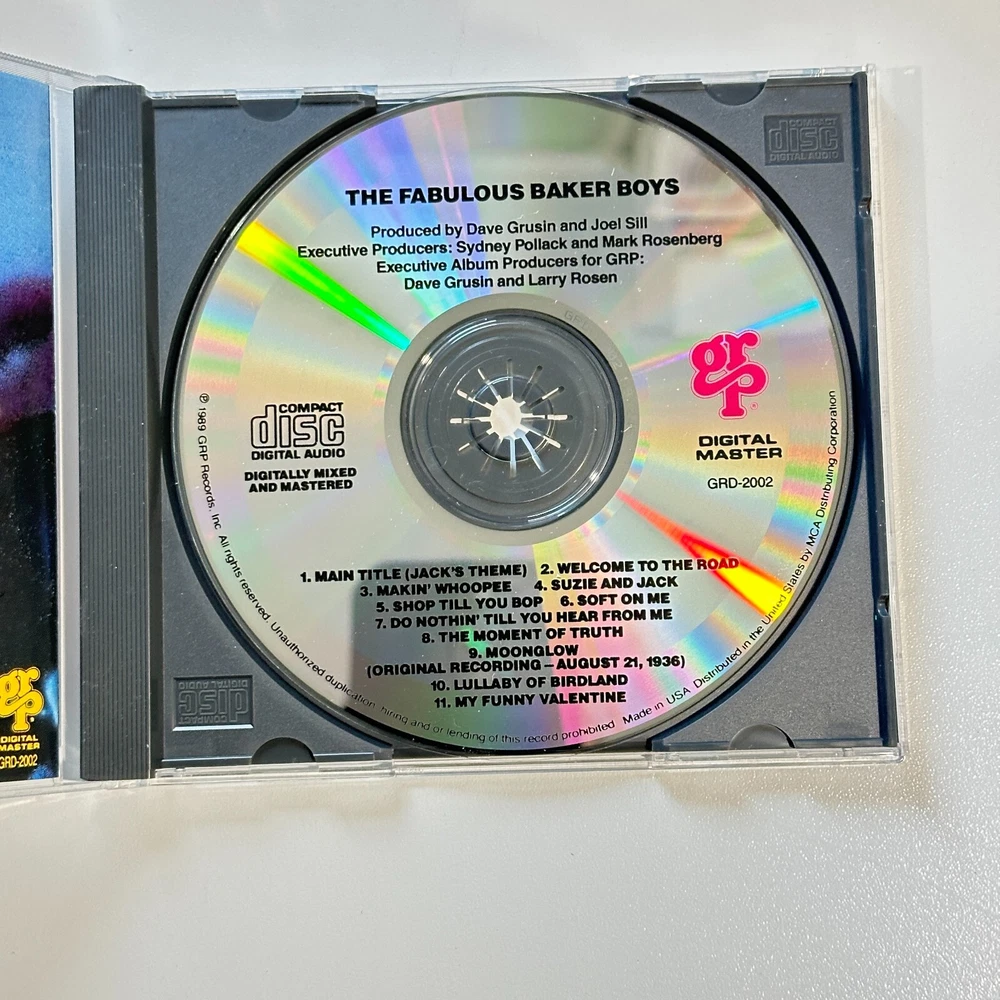 THE FABULOUS BAKER BOYS
Produced by Dave Grusin and Joel Sill
Executive Producers: Sydney Pollack and Mark Rosenberg
Executive Album Producers for GRP:
Dave Grusin and Larry Rosen
COMPACT
disc
DIGITAL AUDIO
DIGITALLY MIXED
AND MASTERED
grp®
DIGITAL
MASTER
GRD-2002
1. MAIN TITLE (JACK'S THEME) 2. WELCOME TO THE ROAD
3. MAKIN' WHOOPEE 4. SUZIE AND JACK
5. SHOP TILL YOU BOP 6. SOFT ON ME
7. DO NOTHIN' TILL YOU HEAR FROM ME
8. THE MOMENT OF TRUTH
9. MOONGLOW
(ORIGINAL RECORDING – AUGUST 21, 1936)
10. LULLABY OF BIRDLAND
11. MY FUNNY VALENTINE
℗ 1989 GRP Records, Inc. All rights reserved. Unauthorized duplication, hiring and or lending of this record prohibited. Made in USA. Distributed in the United States by MCA Distributing Corporation
COMPACT
disc
DIGITAL AUDIO
COMPACT
disc
DIGITAL AUDIO
grp®
DIGITAL
MASTER
GRD-2002